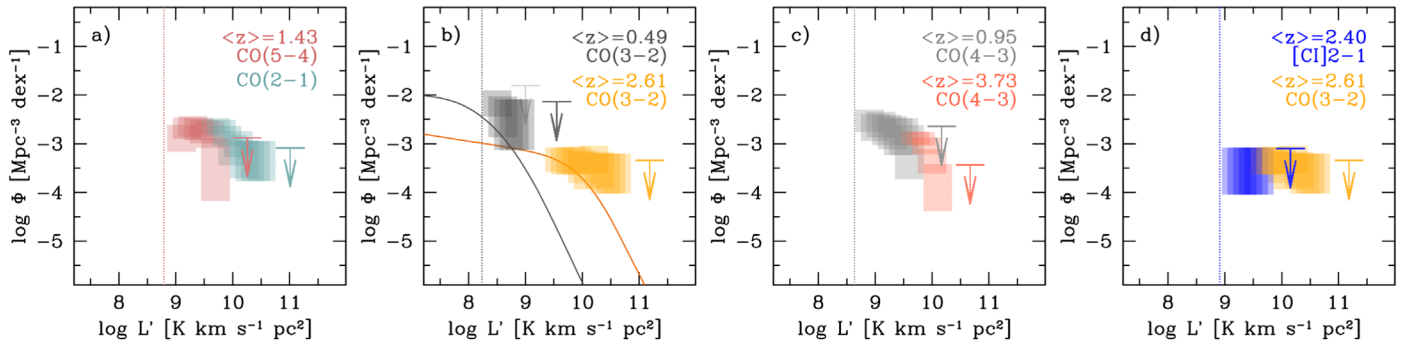 a)
<z>=1.43
CO(5−4)
CO(2−1)
−1
−2
−3
−4
−5
log Φ [Mpc⁻³ dex⁻¹]
8 9 10 11
log L' [K km s⁻¹ pc²]
b)
<z>=0.49
CO(3−2)
<z>=2.61
CO(3−2)
−1
−2
−3
−4
−5
log Φ [Mpc⁻³ dex⁻¹]
8 9 10 11
log L' [K km s⁻¹ pc²]
c)
<z>=0.95
CO(4−3)
<z>=3.73
CO(4−3)
−1
−2
−3
−4
−5
log Φ [Mpc⁻³ dex⁻¹]
8 9 10 11
log L' [K km s⁻¹ pc²]
d)
<z>=2.40
[CI]2−1
<z>=2.61
CO(3−2)
−1
−2
−3
−4
−5
log Φ [Mpc⁻³ dex⁻¹]
8 9 10 11
log L' [K km s⁻¹ pc²]